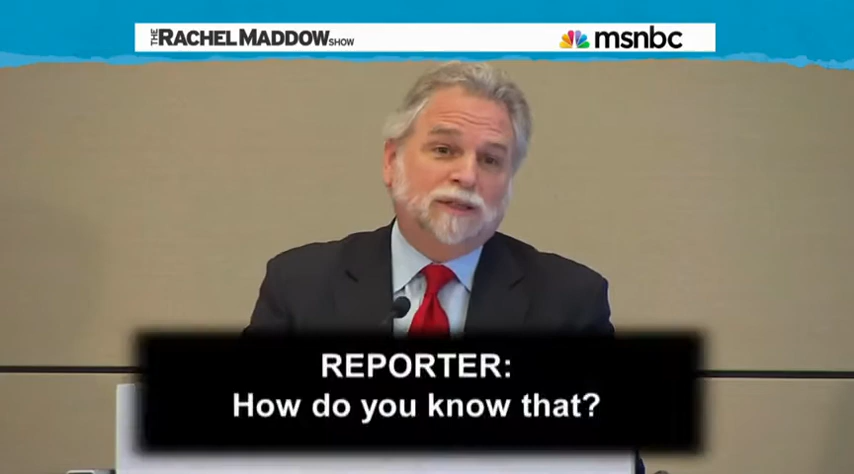 THE RACHEL MADDOW SHOW
msnbc
REPORTER:
How do you know that?